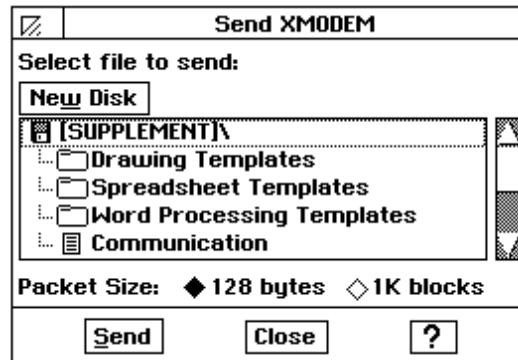 Send XMODEM
Select file to send:
New Disk
[SUPPLEMENT]\
Drawing Templates
Spreadsheet Templates
Word Processing Templates
Communication
Packet Size: 128 bytes 1K blocks
Send Close ?